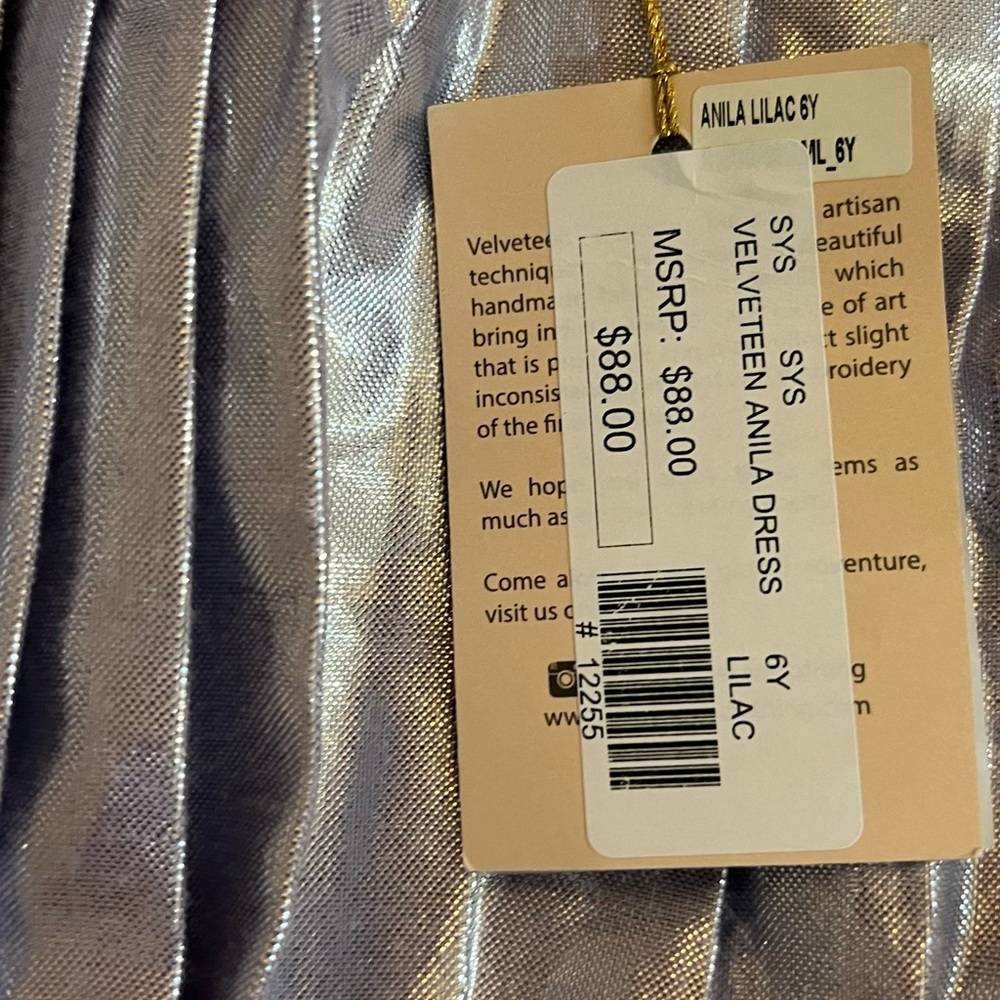 ANILA LILAC 6Y
ML_6Y
artisan
Velvetee eautiful
techniq which
handma e of art
bring in t slight
that is p roidery
inconsis
of the fi
We hop ems as
much as
Come a venture,
visit us
g
ww m
SYS SYS 6Y
VELVETEEN ANILA DRESS LILAC
MSRP: $88.00
$88.00
# 12255